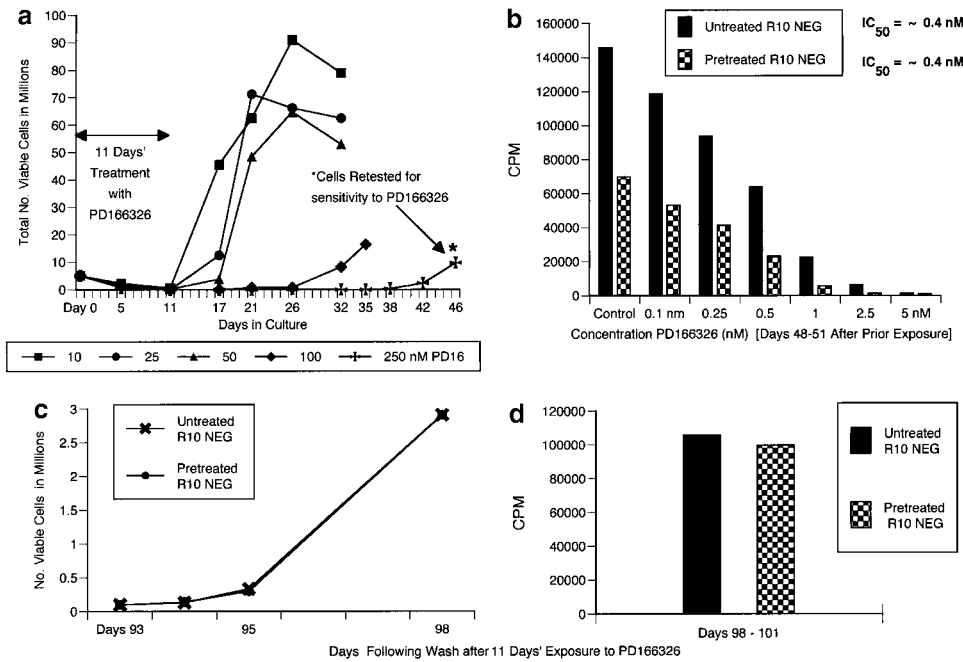 a
Total No. Viable Cells in Millions
100
90
80
70
60
50
40
30
20
10
0
11 Days'
Treatment
with
PD166326
*Cells Retested for
sensitivity to PD166326
*
Day 0 5 11 17 21 26 32 35 38 42 46
Days in Culture
10 25 50 100 250 nM PD16
b
CPM
160000
140000
120000
100000
80000
60000
40000
20000
0
Untreated R10 NEG
Pretreated R10 NEG
IC50 = ~ 0.4 nM
IC50 = ~ 0.4 nM
Control 0.1 nm 0.25 0.5 1 2.5 5 nM
Concentration PD166326 (nM) [Days 48-51 After Prior Exposure]
c
No. Viable Cells in Millions
3
2.5
2
1.5
1
0.5
0
Untreated
R10 NEG
Pretreated
R10 NEG
Days 93 95 98
d
CPM
120000
100000
80000
60000
40000
120000
0
Untreated
R10 NEG
Pretreated
R10 NEG
Days 98 - 101
Days Following Wash after 11 Days' Exposure to PD166326